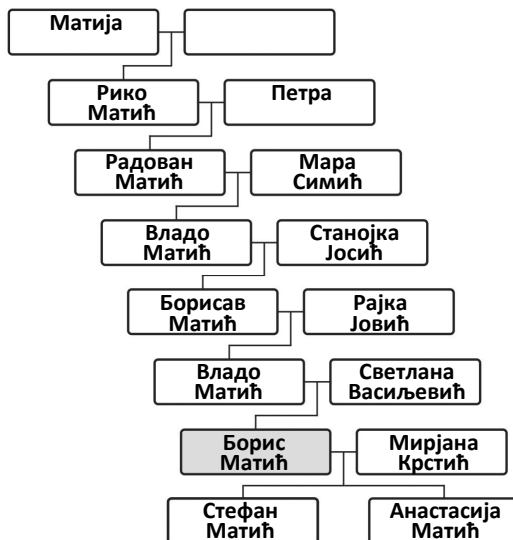 Матија
Рико
Матић
Петра
Радован
Матић
Мара
Симић
Владо
Матић
Станојка
Јосић
Борисав
Матић
Рајка
Јовић
Владо
Матић
Светлана
Васиљевић
Борис
Матић
Мирјана
Крстић
Стефан
Матић
Анастасија
Матић